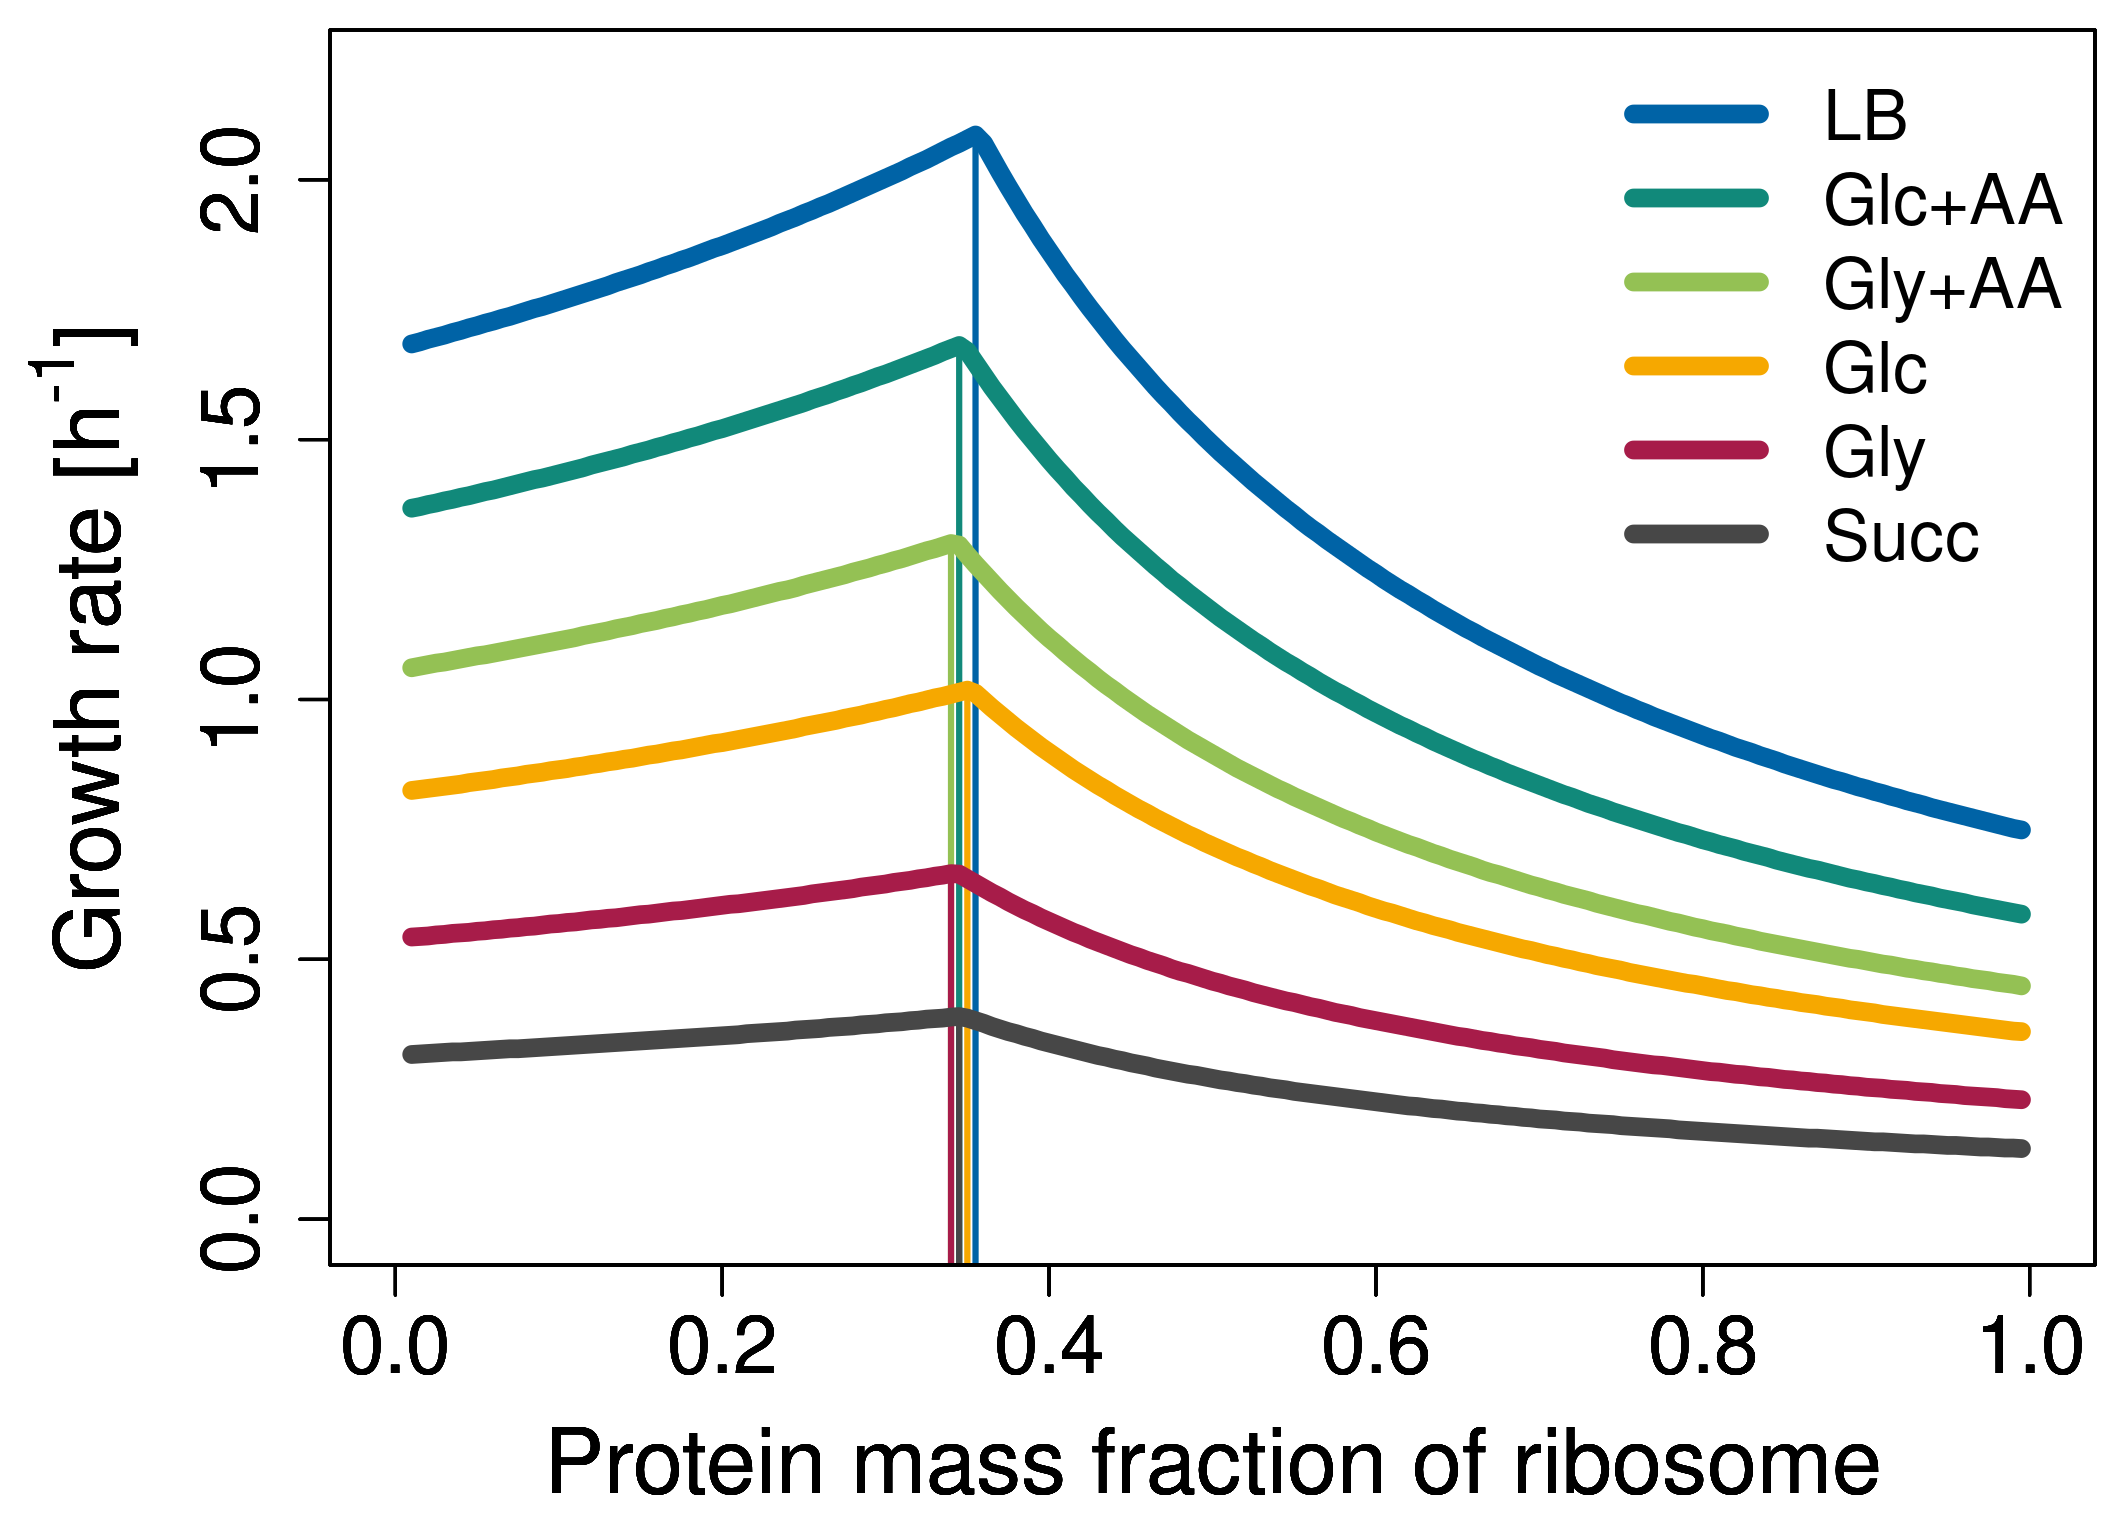 Growth rate [h⁻¹]
2.0
1.5
1.0
0.5
0.0
LB
Glc+AA
Gly+AA
Glc
Gly
Succ
0.0 0.2 0.4 0.6 0.8 1.0
Protein mass fraction of ribosome